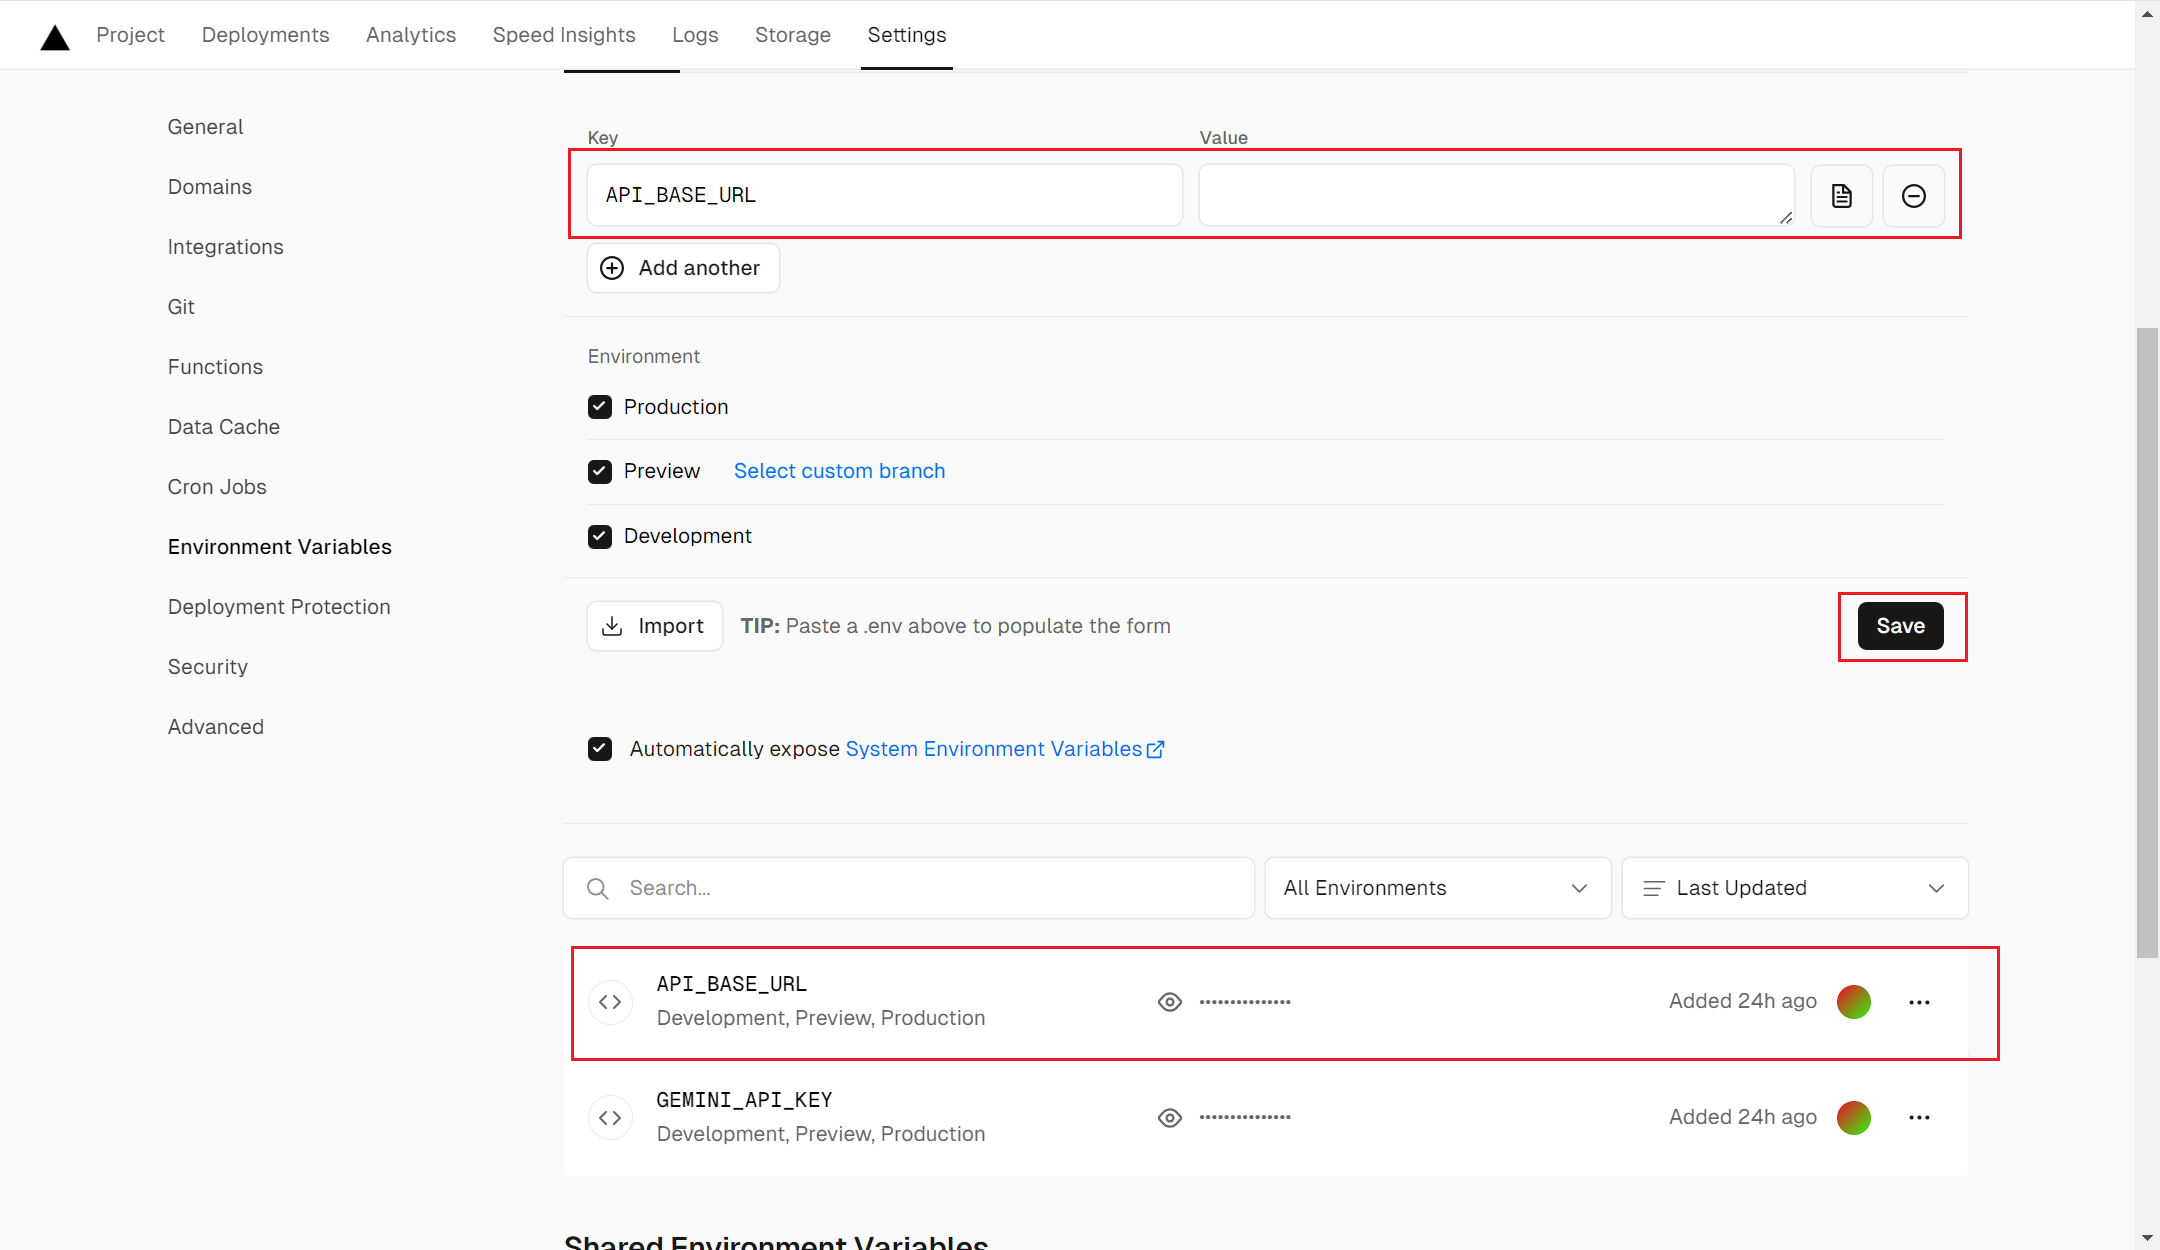 Project Deployments Analytics Speed Insights Logs Storage Settings
General
Domains
Integrations
Git
Functions
Data Cache
Cron Jobs
Environment Variables
Deployment Protection
Security
Advanced
Key Value
API_BASE_URL
Add another
Environment
Production
Preview Select custom branch
Development
Import TIP: Paste a .env above to populate the form Save
Automatically expose System Environment Variables
Search... All Environments Last Updated
API_BASE_URL
Development, Preview, Production
••••••••••••••• Added 24h ago
GEMINI_API_KEY
Development, Preview, Production
••••••••••••••• Added 24h ago
Shared Environment Variables